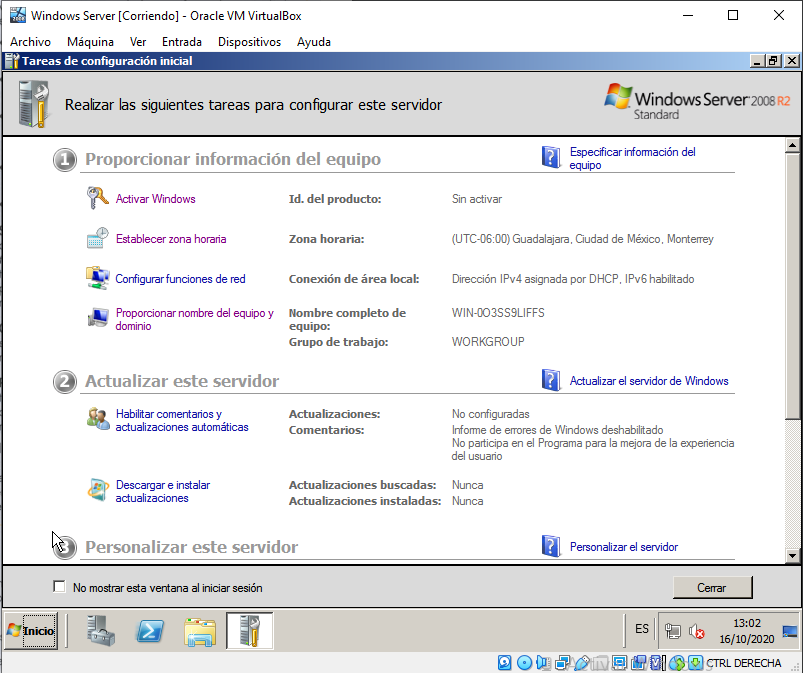 Windows Server [Corriendo] - Oracle VM VirtualBox
Archivo Máquina Ver Entrada Dispositivos Ayuda
Tareas de configuración inicial
Realizar las siguientes tareas para configurar este servidor
Windows Server 2008 R2
Standard
1 Proporcionar información del equipo
Especificar información del
equipo
Activar Windows Id. del producto: Sin activar
Establecer zona horaria Zona horaria: (UTC-06:00) Guadalajara, Ciudad de México, Monterrey
Configurar funciones de red Conexión de área local: Dirección IPv4 asignada por DHCP, IPv6 habilitado
Proporcionar nombre del equipo y
dominio
Nombre completo de
equipo:
WIN-0O3SS9LIFFS
Grupo de trabajo: WORKGROUP
2 Actualizar este servidor
Actualizar el servidor de Windows
Habilitar comentarios y
actualizaciones automáticas
Actualizaciones: No configuradas
Comentarios: Informe de errores de Windows deshabilitado
No participa en el Programa para la mejora de la experiencia
del usuario
Descargar e instalar
actualizaciones
Actualizaciones buscadas: Nunca
Actualizaciones instaladas: Nunca
3 Personalizar este servidor
Personalizar el servidor
No mostrar esta ventana al iniciar sesión
Cerrar
Inicio
ES
13:02
16/10/2020
CTRL DERECHA